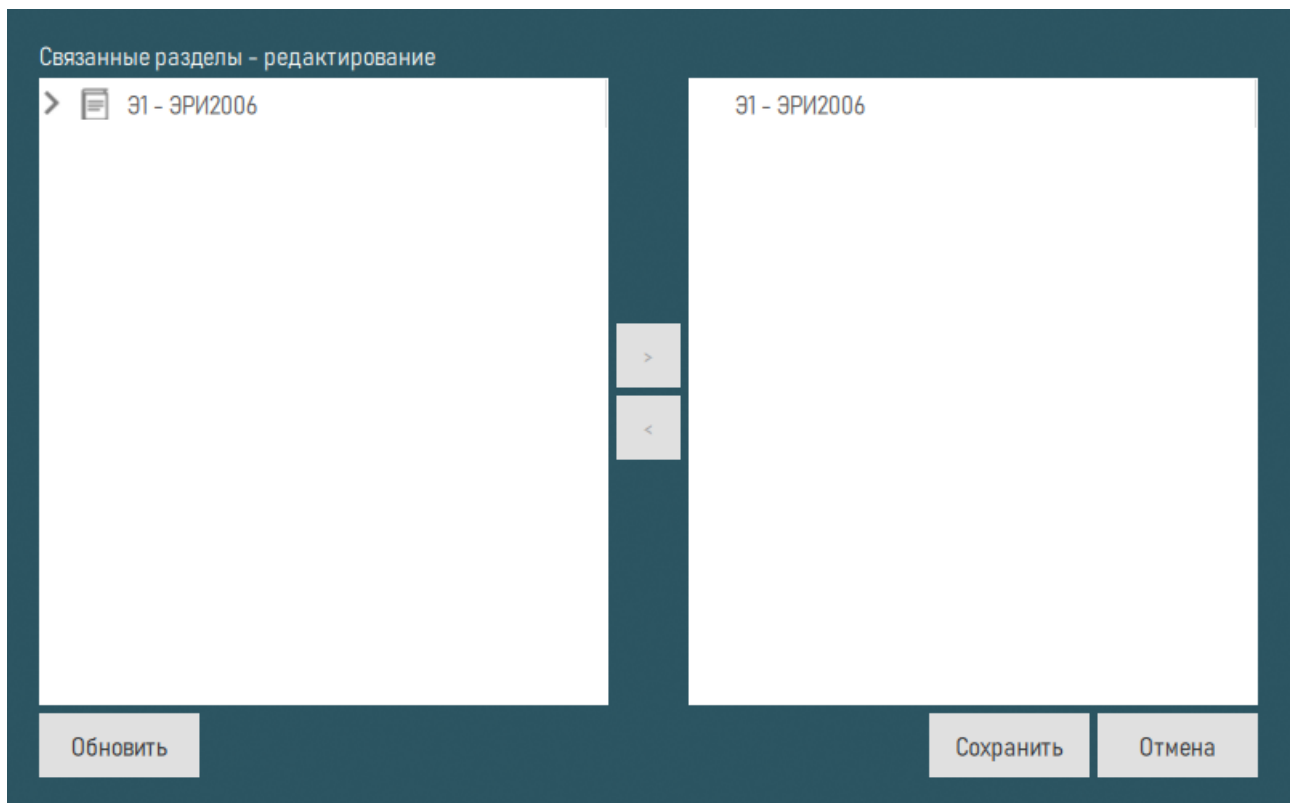 Связанные разделы - редактирование
Э1 - ЭРИ2006
Э1 - ЭРИ2006
>
<
Обновить
Сохранить
Отмена